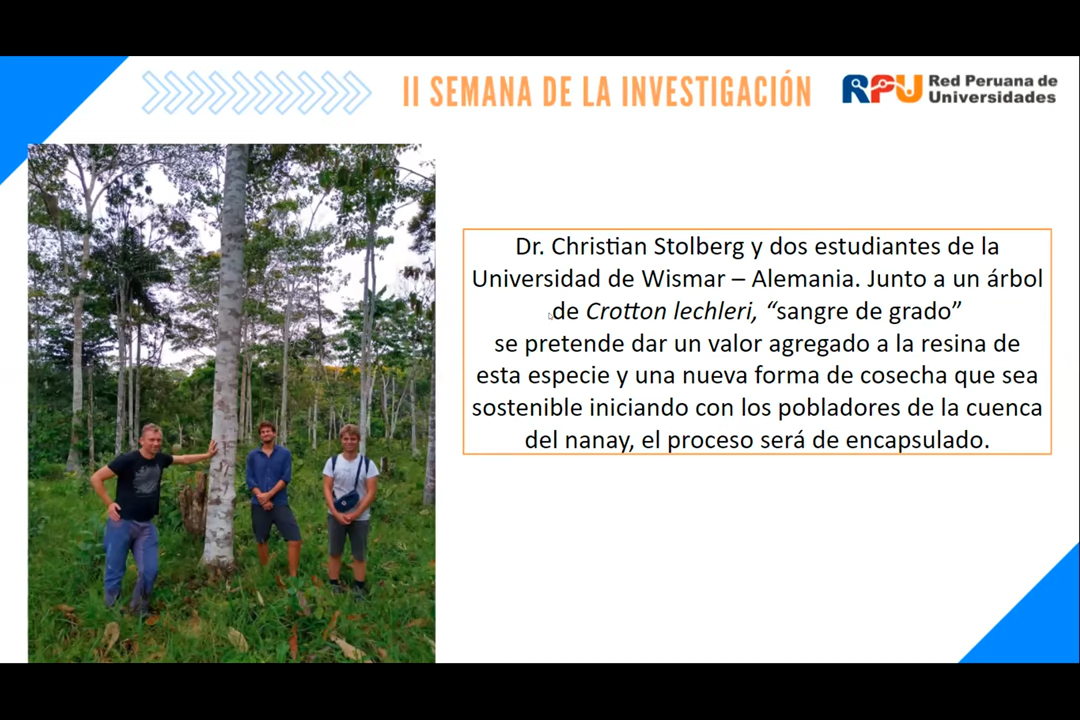 II SEMANA DE LA INVESTIGACIÓN
RPU
Red Peruana de
Universidades
Dr. Christian Stolberg y dos estudiantes de la
Universidad de Wismar – Alemania. Junto a un árbol
de Crotton lechleri, “sangre de grado”
se pretende dar un valor agregado a la resina de
esta especie y una nueva forma de cosecha que sea
sostenible iniciando con los pobladores de la cuenca
del nanay, el proceso será de encapsulado.